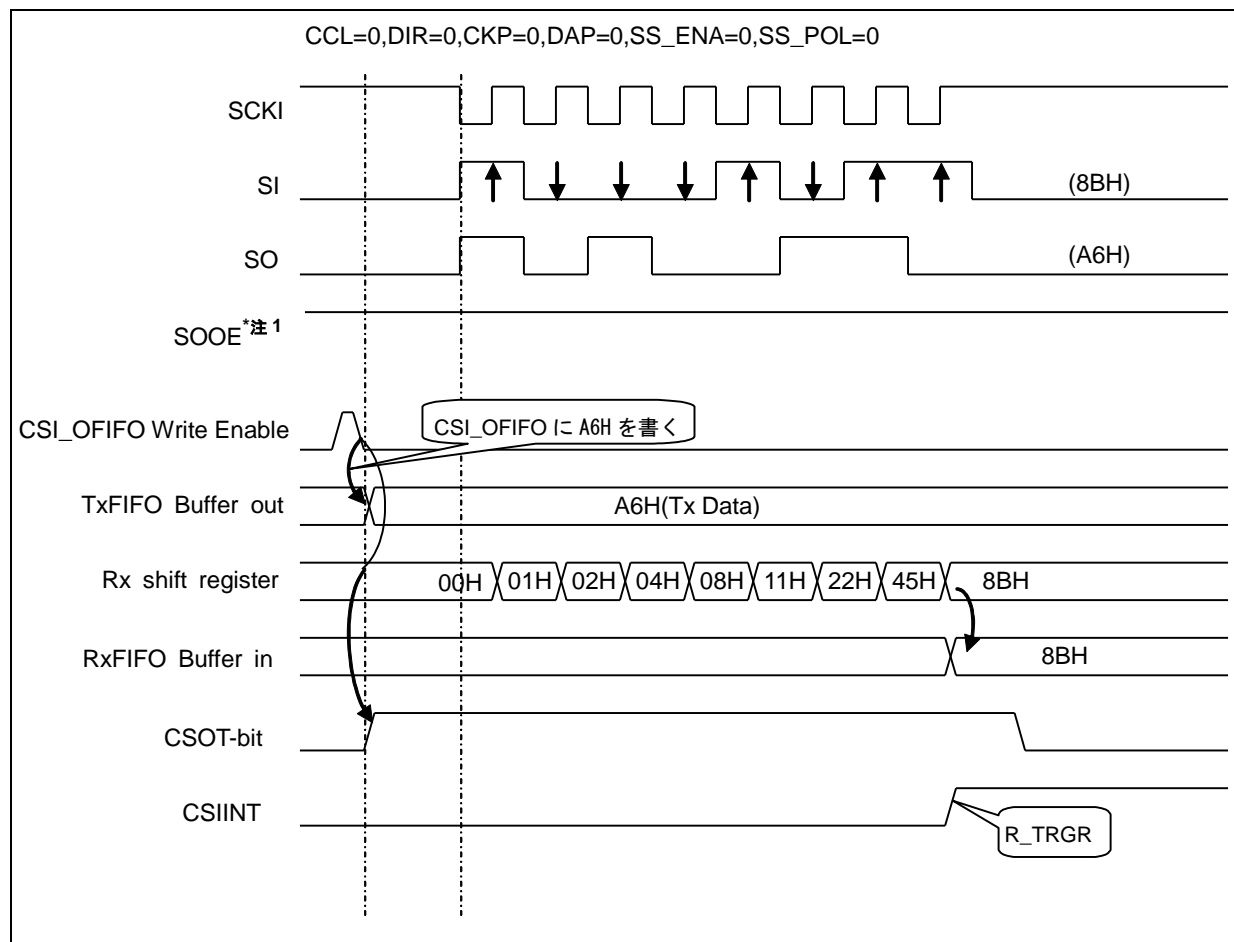 CCL=0,DIR=0,CKP=0,DAP=0,SS_ENA=0,SS_POL=0
SCKI
SI
(8BH)
SO
(A6H)
SOOE*注1
CSI_OFIFO Write Enable
CSI_OFIFO に A6H を書く
TxFIFO Buffer out
A6H(Tx Data)
Rx shift register
00H 01H 02H 04H 08H 11H 22H 45H 8BH
RxFIFO Buffer in
8BH
CSOT-bit
CSIINT
R_TRGR